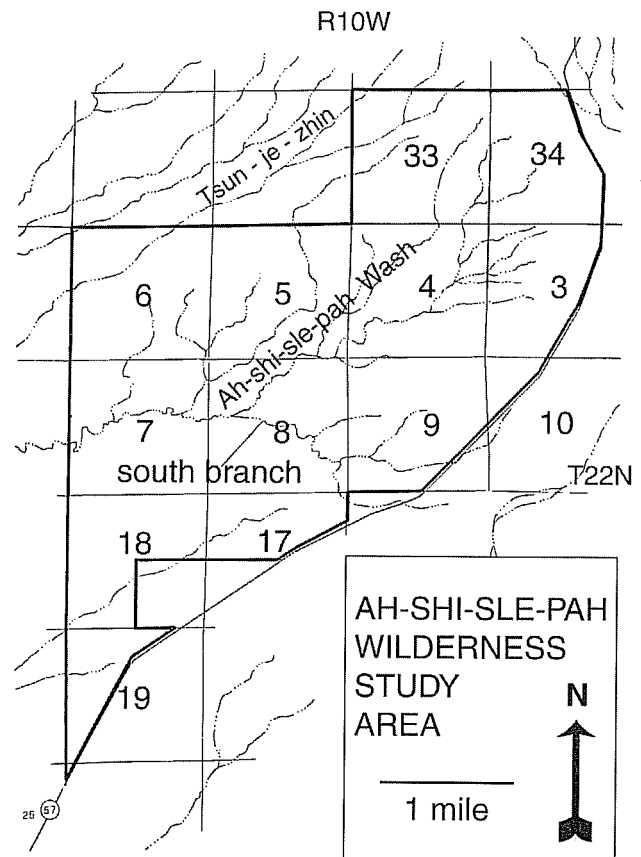 R10W
Tsun - je - zhin
33
34
6
5
4
3
Ah-shi-sle-pah Wash
7
8
9
10
south branch
T22N
18
17
19
AH-SHI-SLE-PAH
WILDERNESS
STUDY
AREA
N
1 mile
25 57